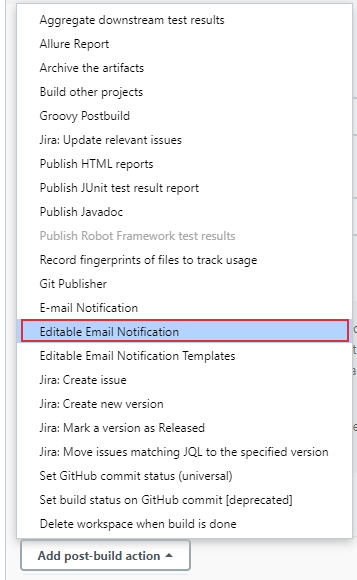 Aggregate downstream test results
Allure Report
Archive the artifacts
Build other projects
Groovy Postbuild
Jira: Update relevant issues
Publish HTML reports
Publish JUnit test result report
Publish Javadoc
Publish Robot Framework test results
Record fingerprints of files to track usage
Git Publisher
E-mail Notification
Editable Email Notification
Editable Email Notification Templates
Jira: Create issue
Jira: Create new version
Jira: Mark a version as Released
Jira: Move issues matching JQL to the specified version
Set GitHub commit status (universal)
Set build status on GitHub commit [deprecated]
Delete workspace when build is done
Add post-build action